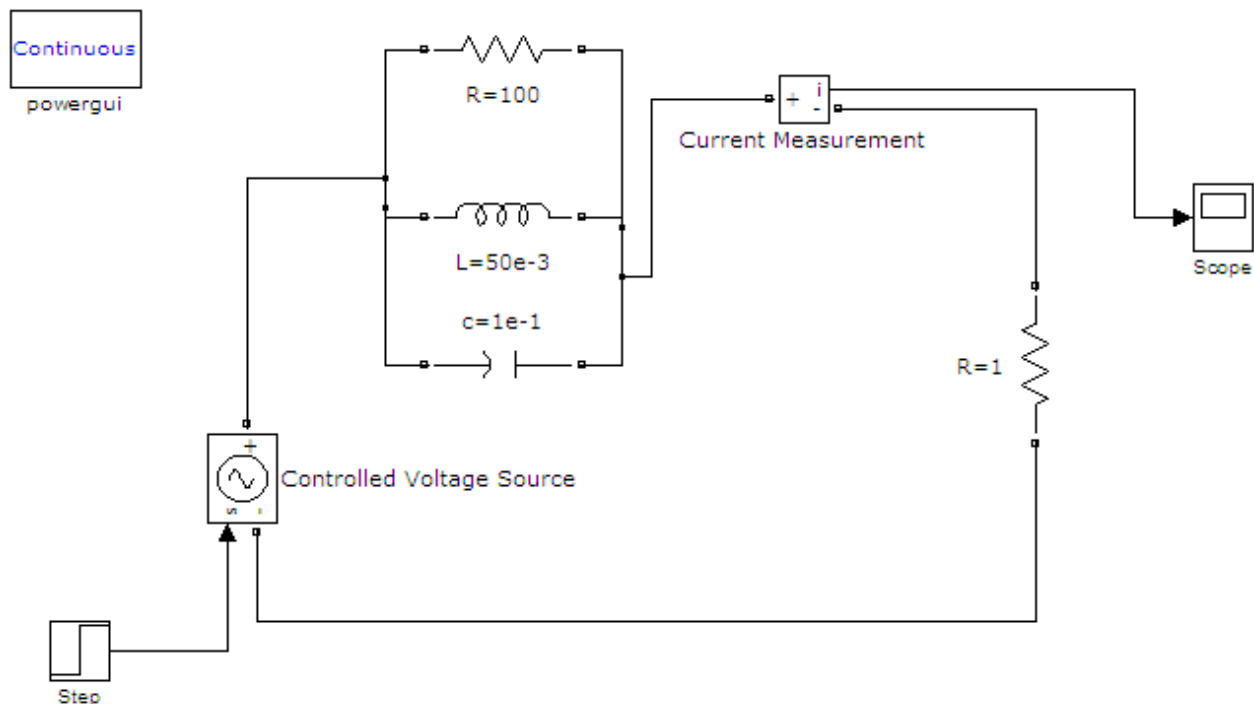 Continuous
powergui
R=100
i
+ -
Current Measurement
L=50e-3
Scope
c=1e-1
R=1
+
Controlled Voltage Source
s -
Step